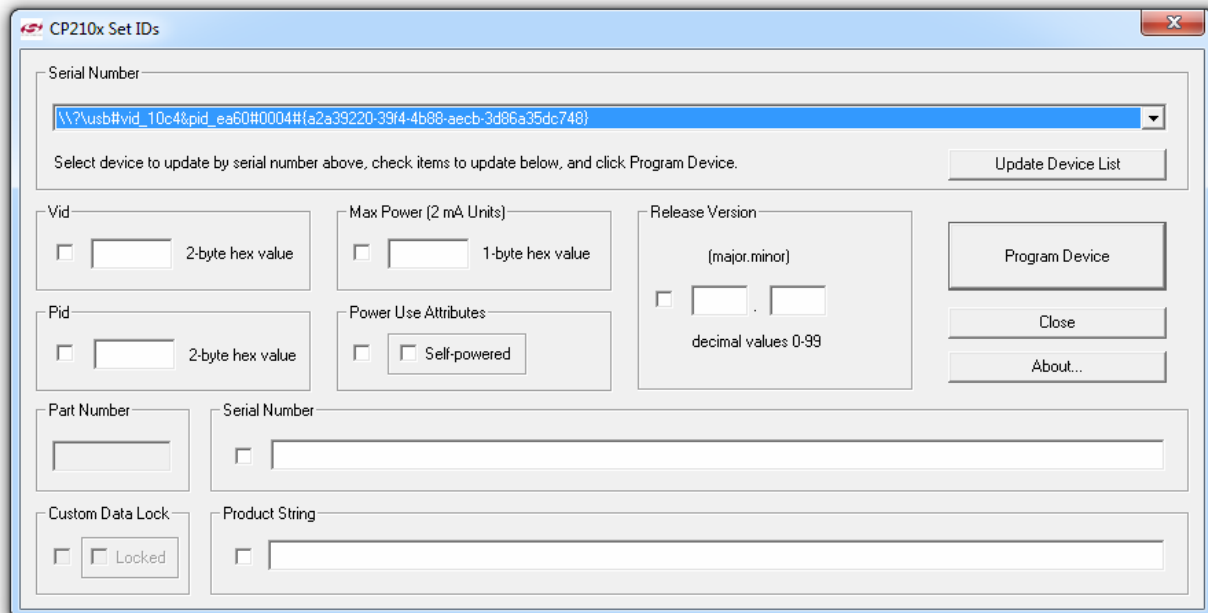 CP210x Set IDs
Serial Number
\\?\usb#vid_10c4&pid_ea60#0004#{a2a39220-39f4-4b88-aecb-3d86a35dc748}
Select device to update by serial number above, check items to update below, and click Program Device.
Update Device List
Vid
2-byte hex value
Max Power (2 mA Units)
1-byte hex value
Release Version
(major.minor)
.
decimal values 0-99
Program Device
Pid
2-byte hex value
Power Use Attributes
Self-powered
Close
About...
Part Number
Serial Number
Custom Data Lock
Locked
Product String